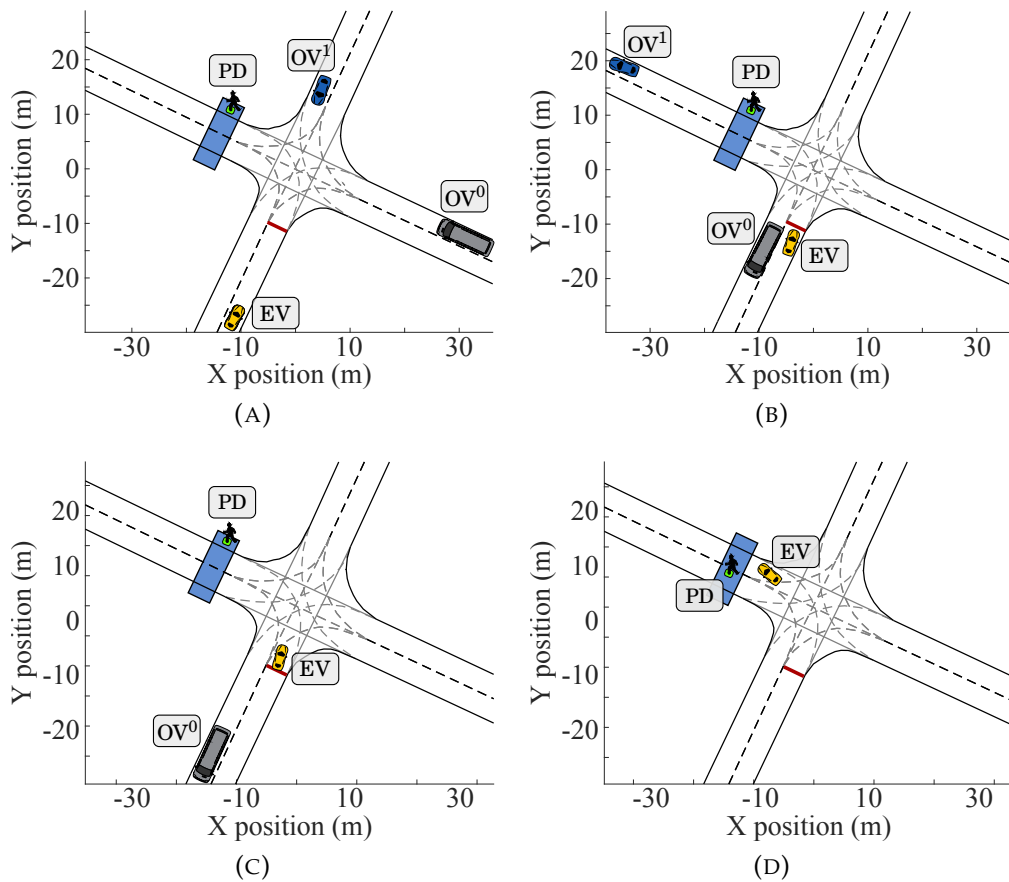 20
10
0
-10
-20
Y position (m)
PD
OV¹
OV⁰
EV
-30 -10 10 30
X position (m)
(A)
20
10
0
-10
-20
Y position (m)
OV¹
PD
OV⁰
EV
-30 -10 10 30
X position (m)
(B)
20
10
0
-10
-20
Y position (m)
PD
EV
OV⁰
-30 -10 10 30
X position (m)
(C)
20
10
0
-10
-20
Y position (m)
EV
PD
-30 -10 10 30
X position (m)
(D)